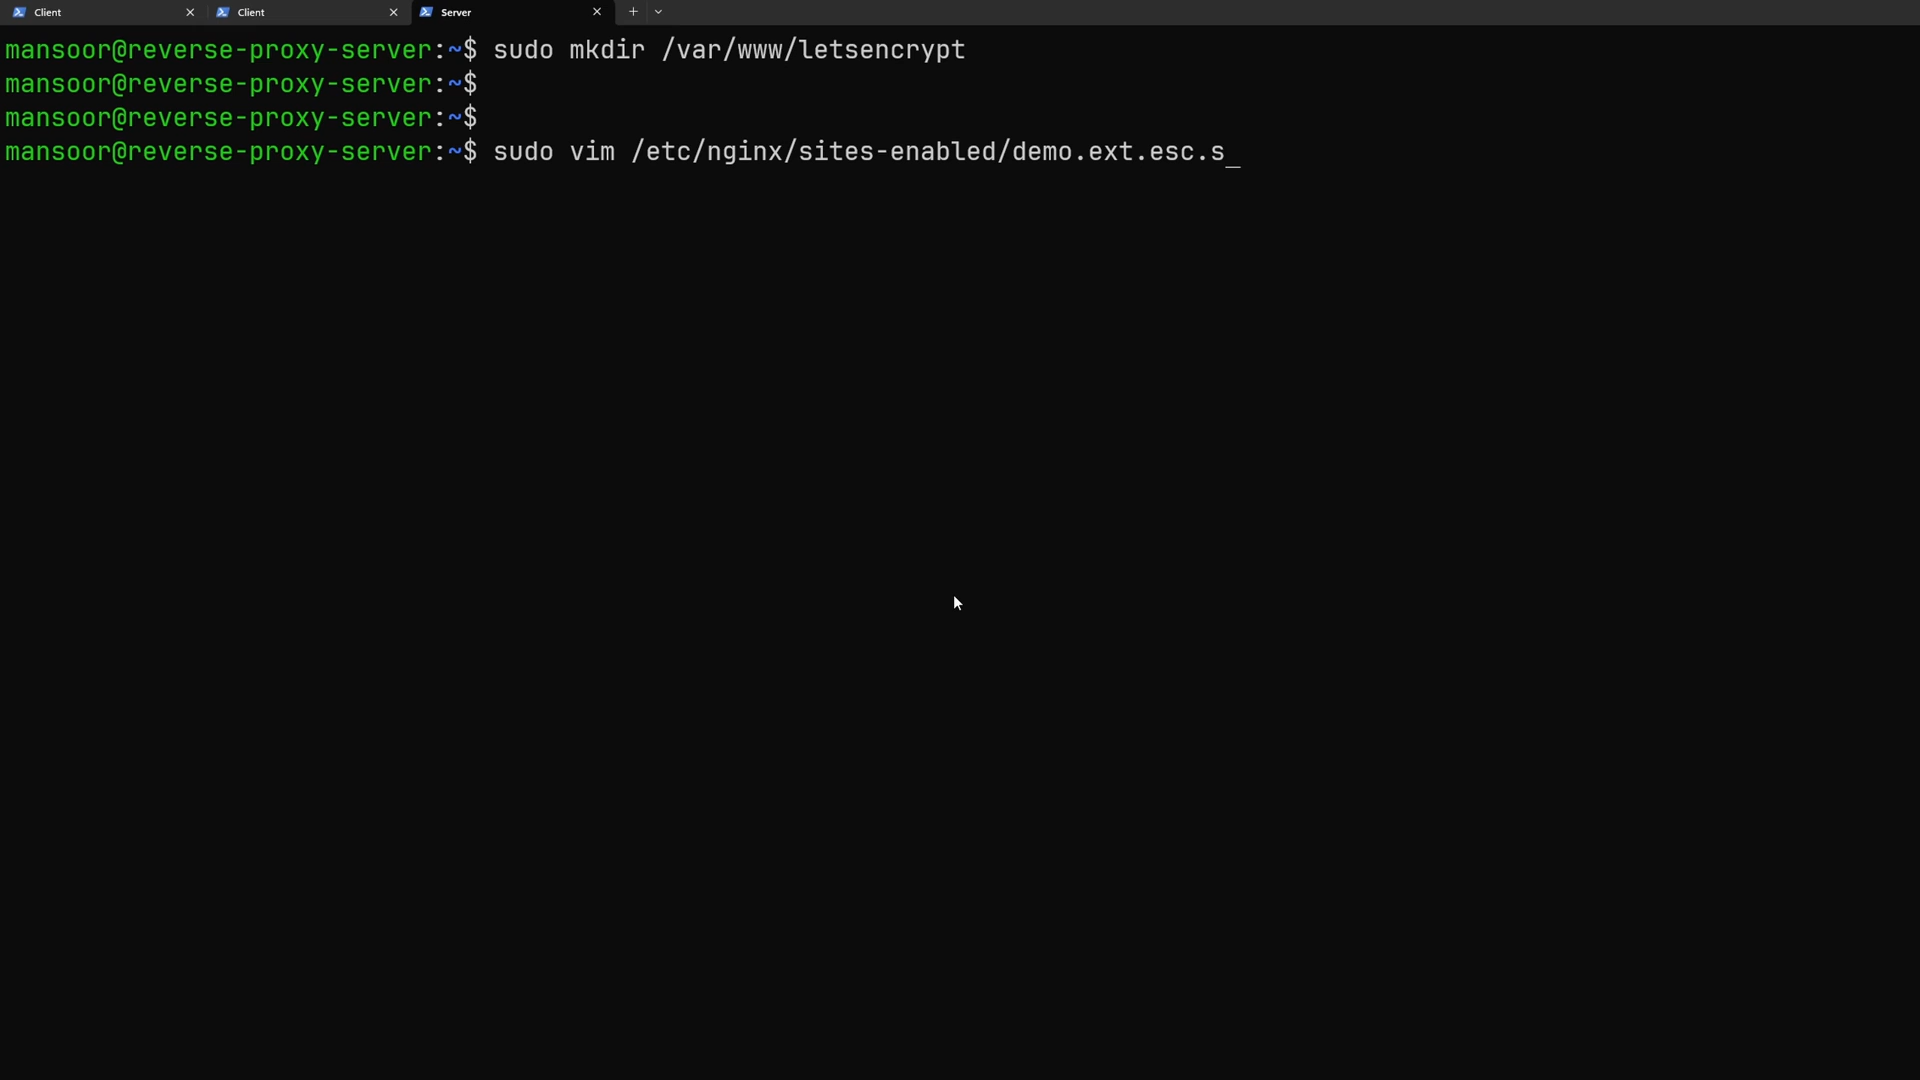 Client Client Server
mansoor@reverse-proxy-server:~$ sudo mkdir /var/www/letsencrypt
mansoor@reverse-proxy-server:~$
mansoor@reverse-proxy-server:~$
mansoor@reverse-proxy-server:~$ sudo vim /etc/nginx/sites-enabled/demo.ext.esc.s_